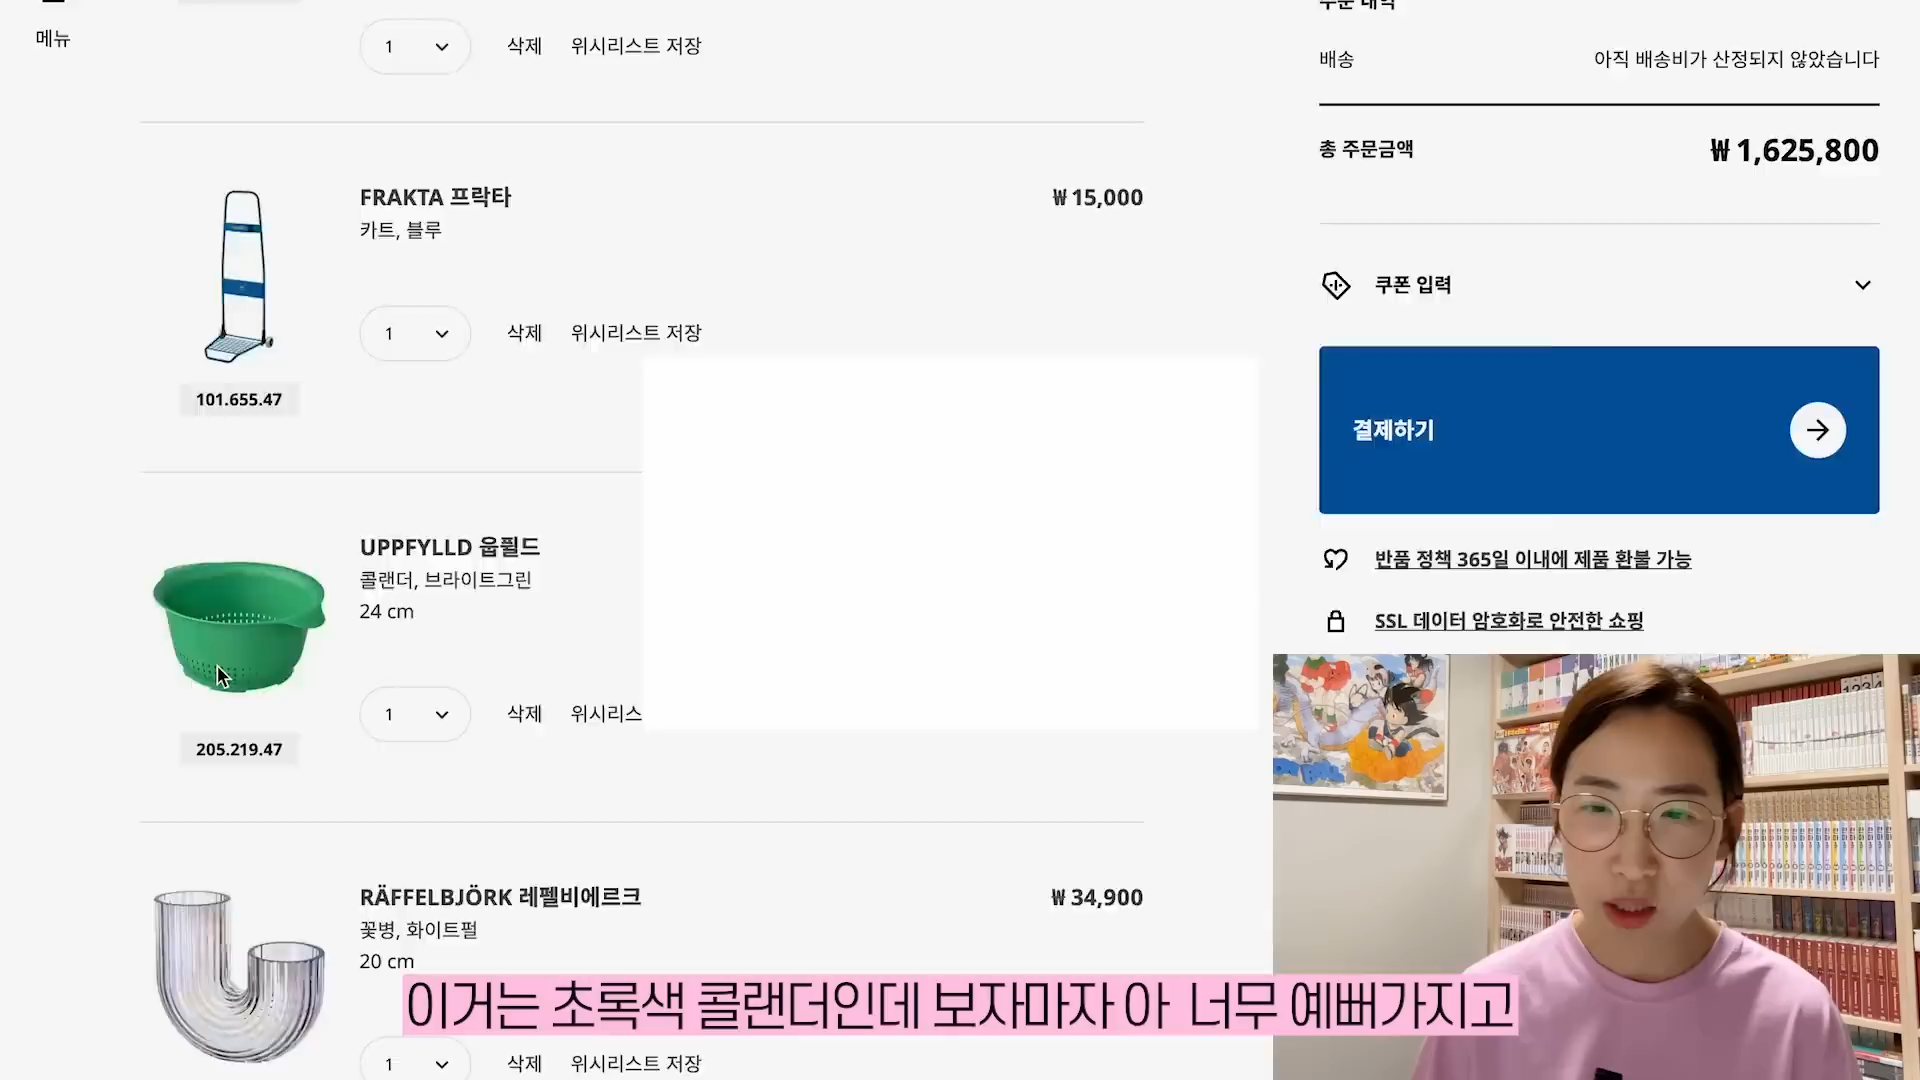 메뉴
1
삭제
위시리스트 저장
FRAKTA 프락타
₩ 15,000
카트, 블루
1
삭제
위시리스트 저장
101.655.47
UPPFYLLD 웁퓔드
콜랜더, 브라이트그린
24 cm
1
삭제
위시리스
205.219.47
RÄFFELBJÖRK 레펠비에르크
₩ 34,900
꽃병, 화이트펄
20 cm
1
삭제
위시리스트 저장
주문 내역
배송
아직 배송비가 산정되지 않았습니다
총 주문금액
₩ 1,625,800
쿠폰 입력
결제하기
반품 정책 365일 이내에 제품 환불 가능
SSL 데이터 암호화로 안전한 쇼핑
이거는 초록색 콜랜더인데 보자마자 아 너무 예뻐가지고